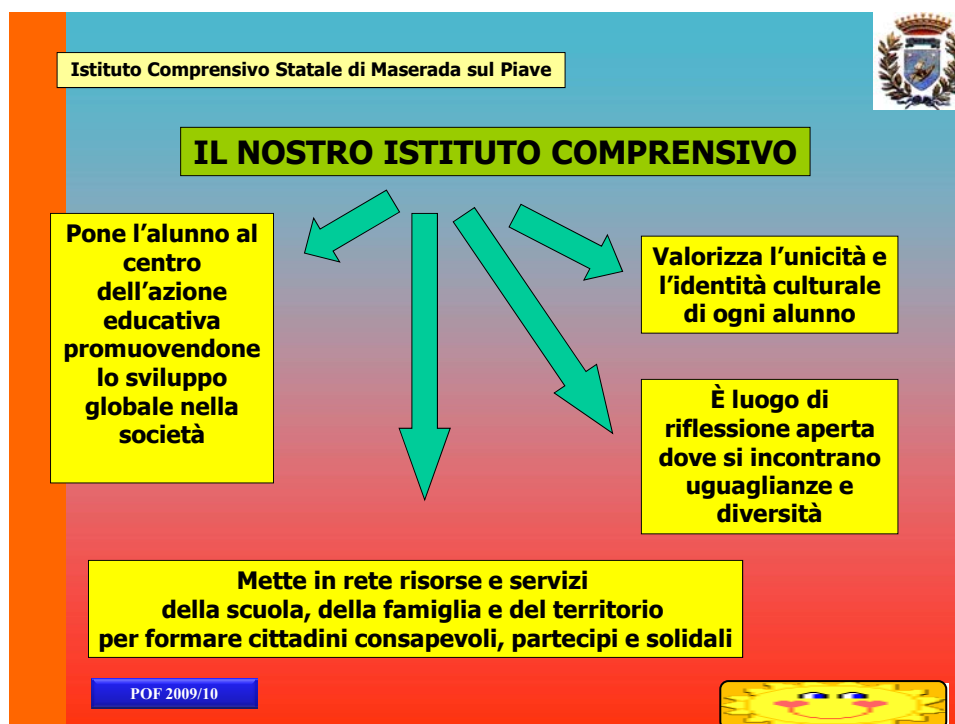 Istituto Comprensivo Statale di Maserada sul Piave
IL NOSTRO ISTITUTO COMPRENSIVO
Pone l’alunno al
centro
dell’azione
educativa
promuovendone
lo sviluppo
globale nella
società
Valorizza l’unicità e
l’identità culturale
di ogni alunno
È luogo di
riflessione aperta
dove si incontrano
uguaglianze e
diversità
Mette in rete risorse e servizi
della scuola, della famiglia e del territorio
per formare cittadini consapevoli, partecipi e solidali
POF 2009/10